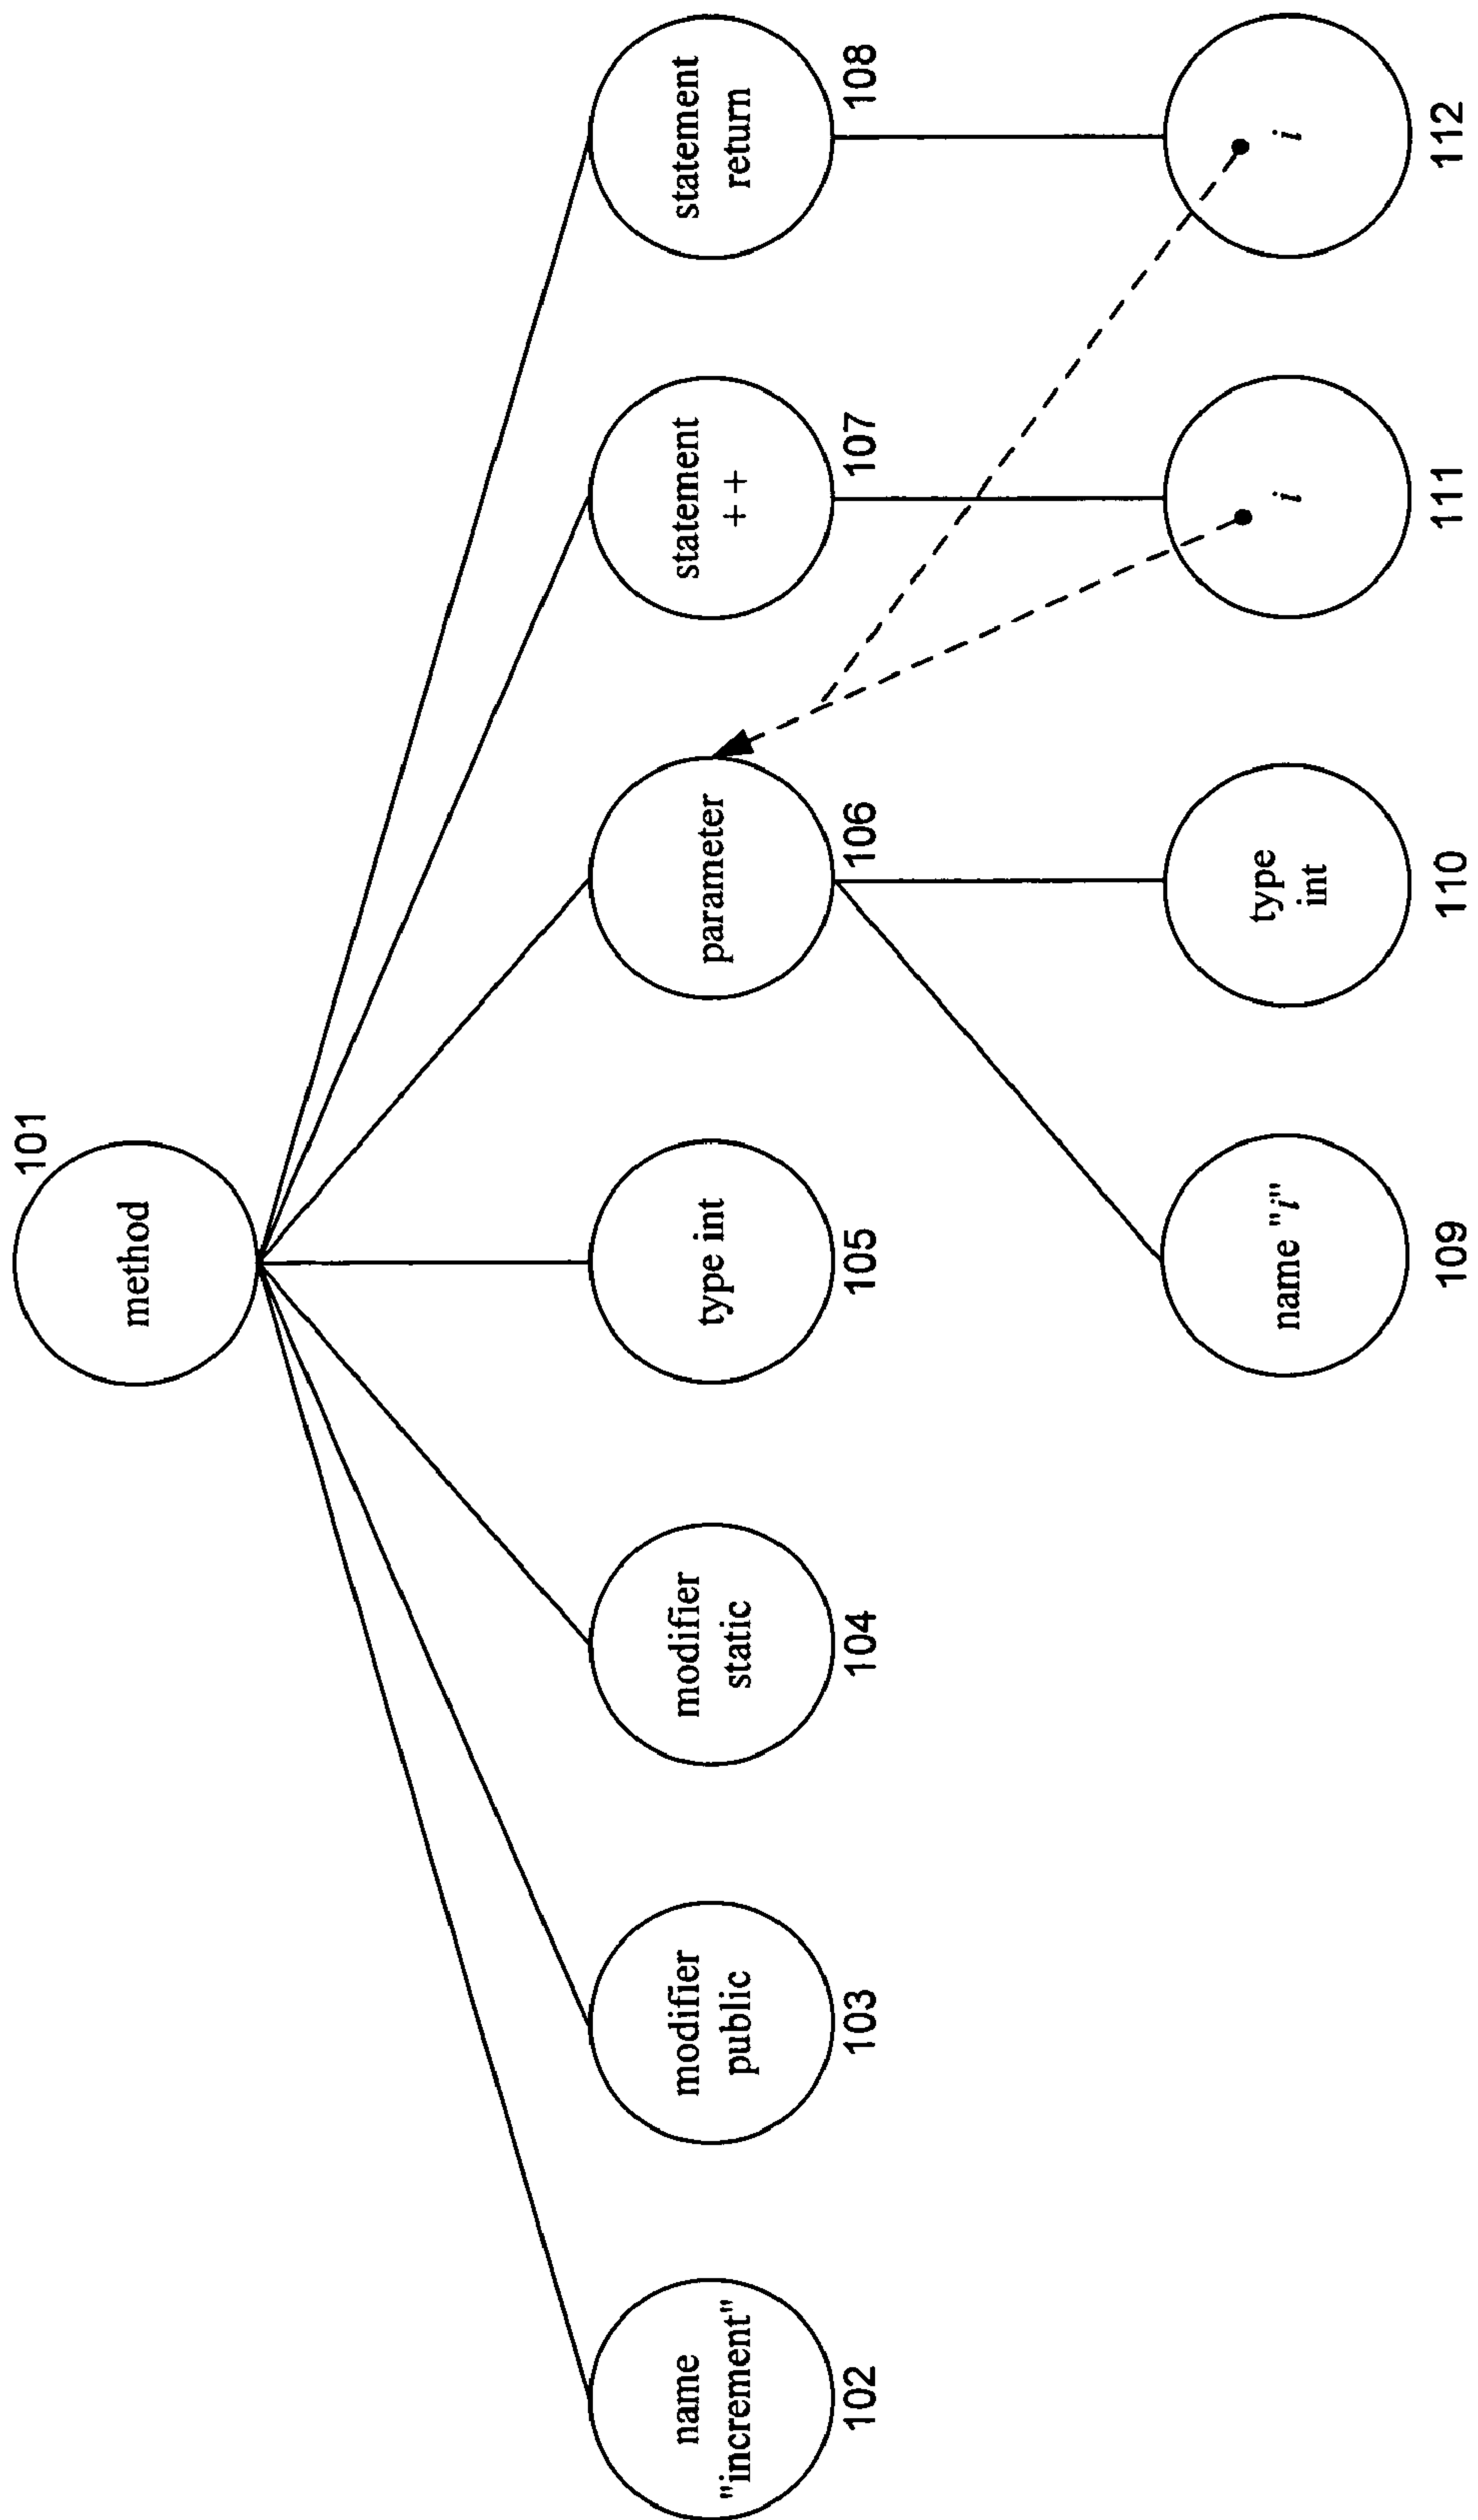 101
method
name
"increment"
102
modifier
public
103
modifier
static
104
type int
105
parameter
106
statement
++
107
statement
return
108
name "i"
109
type
int
110
i
111
i
112